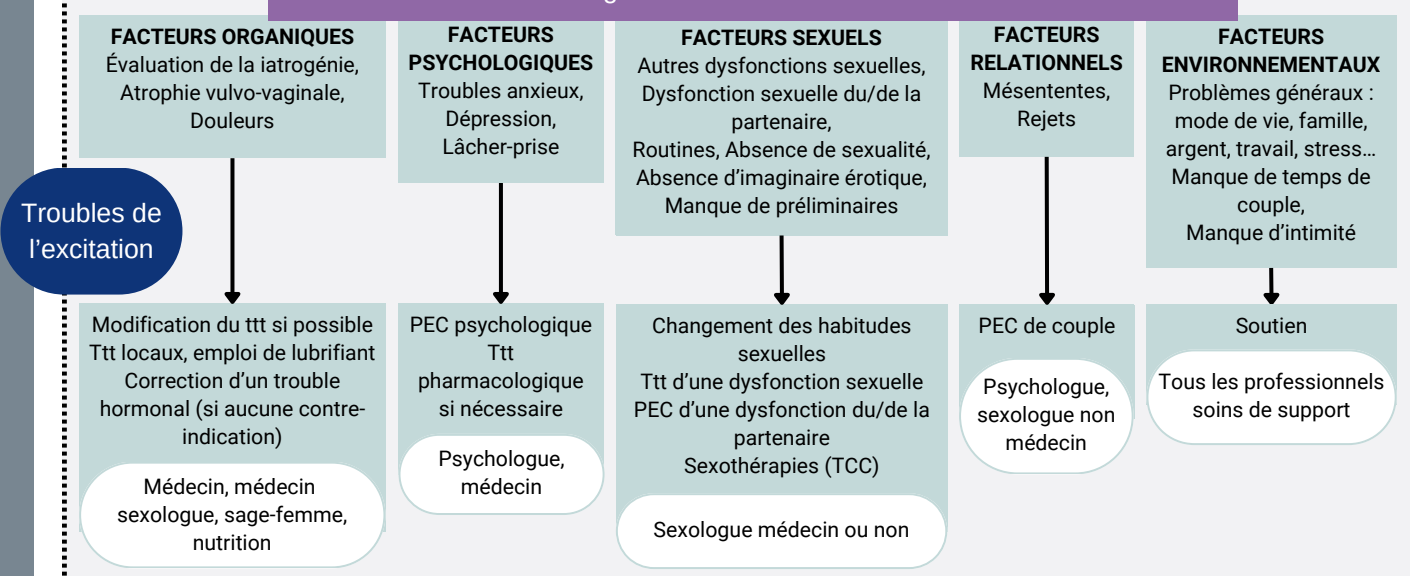 FACTEURS ORGANIQUES
Évaluation de la iatrogénie,
Atrophie vulvo-vaginale,
Douleurs
FACTEURS
PSYCHOLOGIQUES
Troubles anxieux,
Dépression,
Lâcher-prise
FACTEURS SEXUELS
Autres dysfonctions sexuelles,
Dysfonction sexuelle du/de la
partenaire,
Routines, Absence de sexualité,
Absence d'imaginaire érotique,
Manque de préliminaires
FACTEURS
RELATIONNELS
Mésententes,
Rejets
FACTEURS
ENVIRONNEMENTAUX
Problèmes généraux :
mode de vie, famille,
argent, travail, stress...
Manque de temps de
couple,
Manque d'intimité
Troubles de
l'excitation
Modification du ttt si possible
Ttt locaux, emploi de lubrifiant
Correction d'un trouble
hormonal (si aucune contre-
indication)
Médecin, médecin
sexologue, sage-femme,
nutrition
PEC psychologique
Ttt
pharmacologique
si nécessaire
Psychologue,
médecin
Changement des habitudes
sexuelles
Ttt d'une dysfonction sexuelle
PEC d'une dysfonction du/de la
partenaire
Sexothérapies (TCC)
Sexologue médecin ou non
PEC de couple
Psychologue,
sexologue non
médecin
Soutien
Tous les professionnels
soins de support